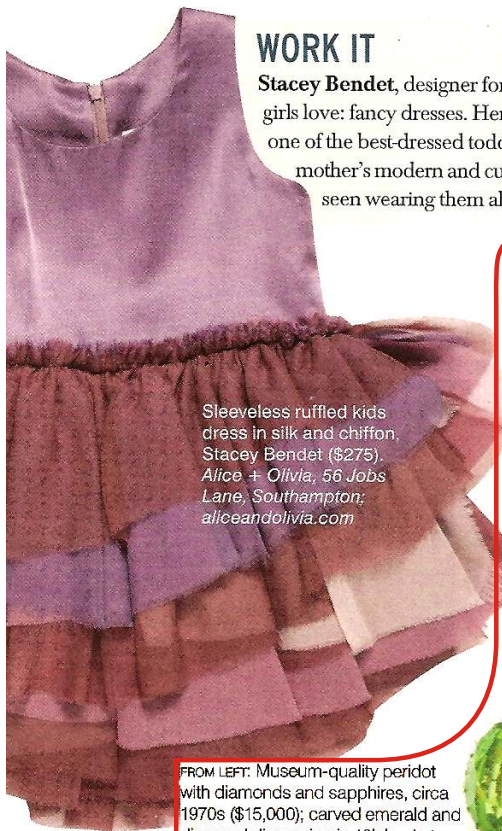 WORK IT
Stacey Bendet, designer for
girls love: fancy dresses. Her
one of the best-dressed todd
mother's modern and cu
seen wearing them al
Sleeveless ruffled kids
dress in silk and chiffon,
Stacey Bendet ($275).
Alice + Olivia, 56 Jobs
Lane, Southampton;
aliceandolivia.com
FROM LEFT: Museum-quality peridot
with diamonds and sapphires, circa
1970s ($15,000); carved emerald and